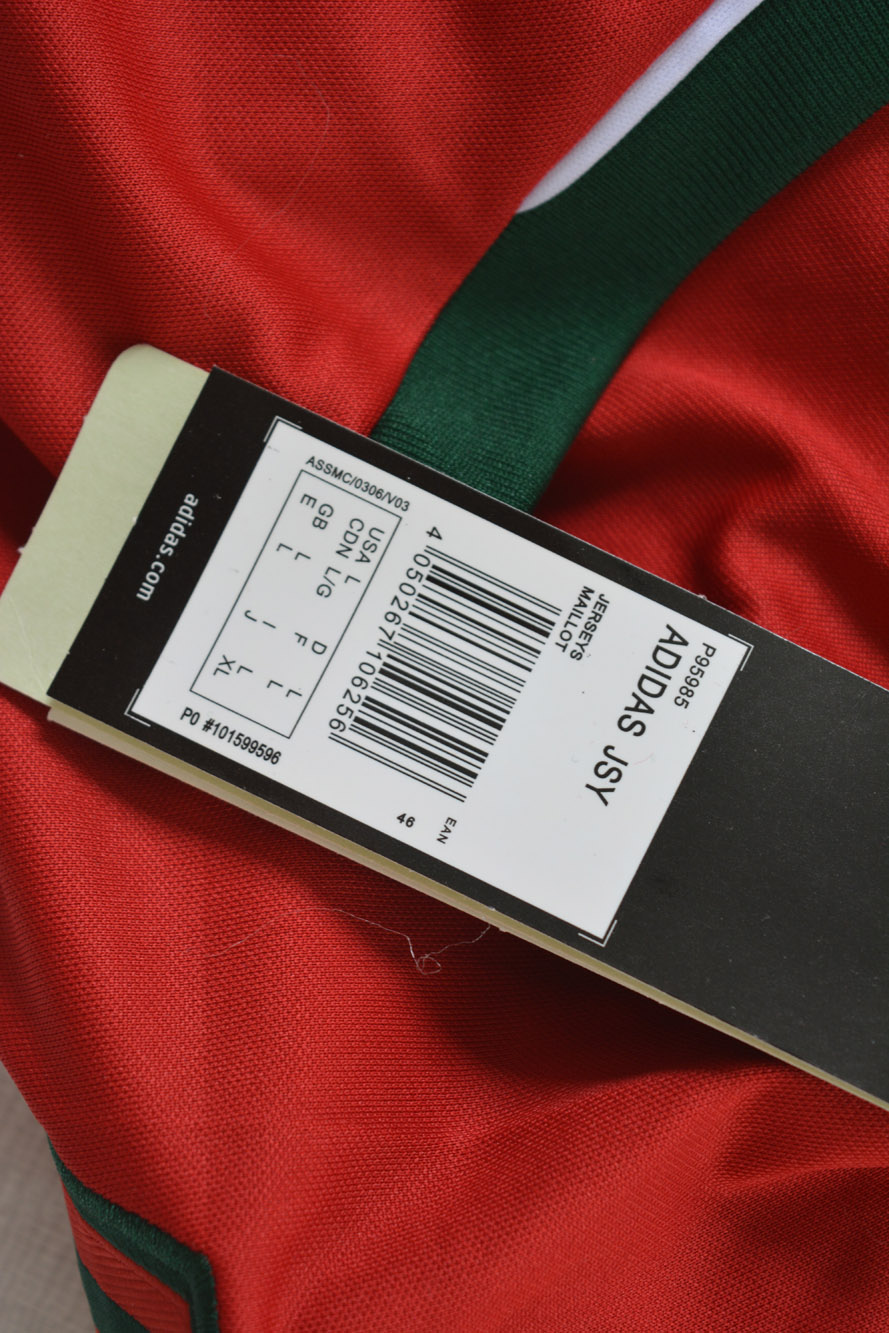 P95985
ADIDAS JSY
JERSEYS
MAILLOT
EAN
4 050267 106256
46
USA L D L
CDN L/G F L
GB L I L
E L J XL
ASSMC/0306/V03
PO #101599596
adidas.com